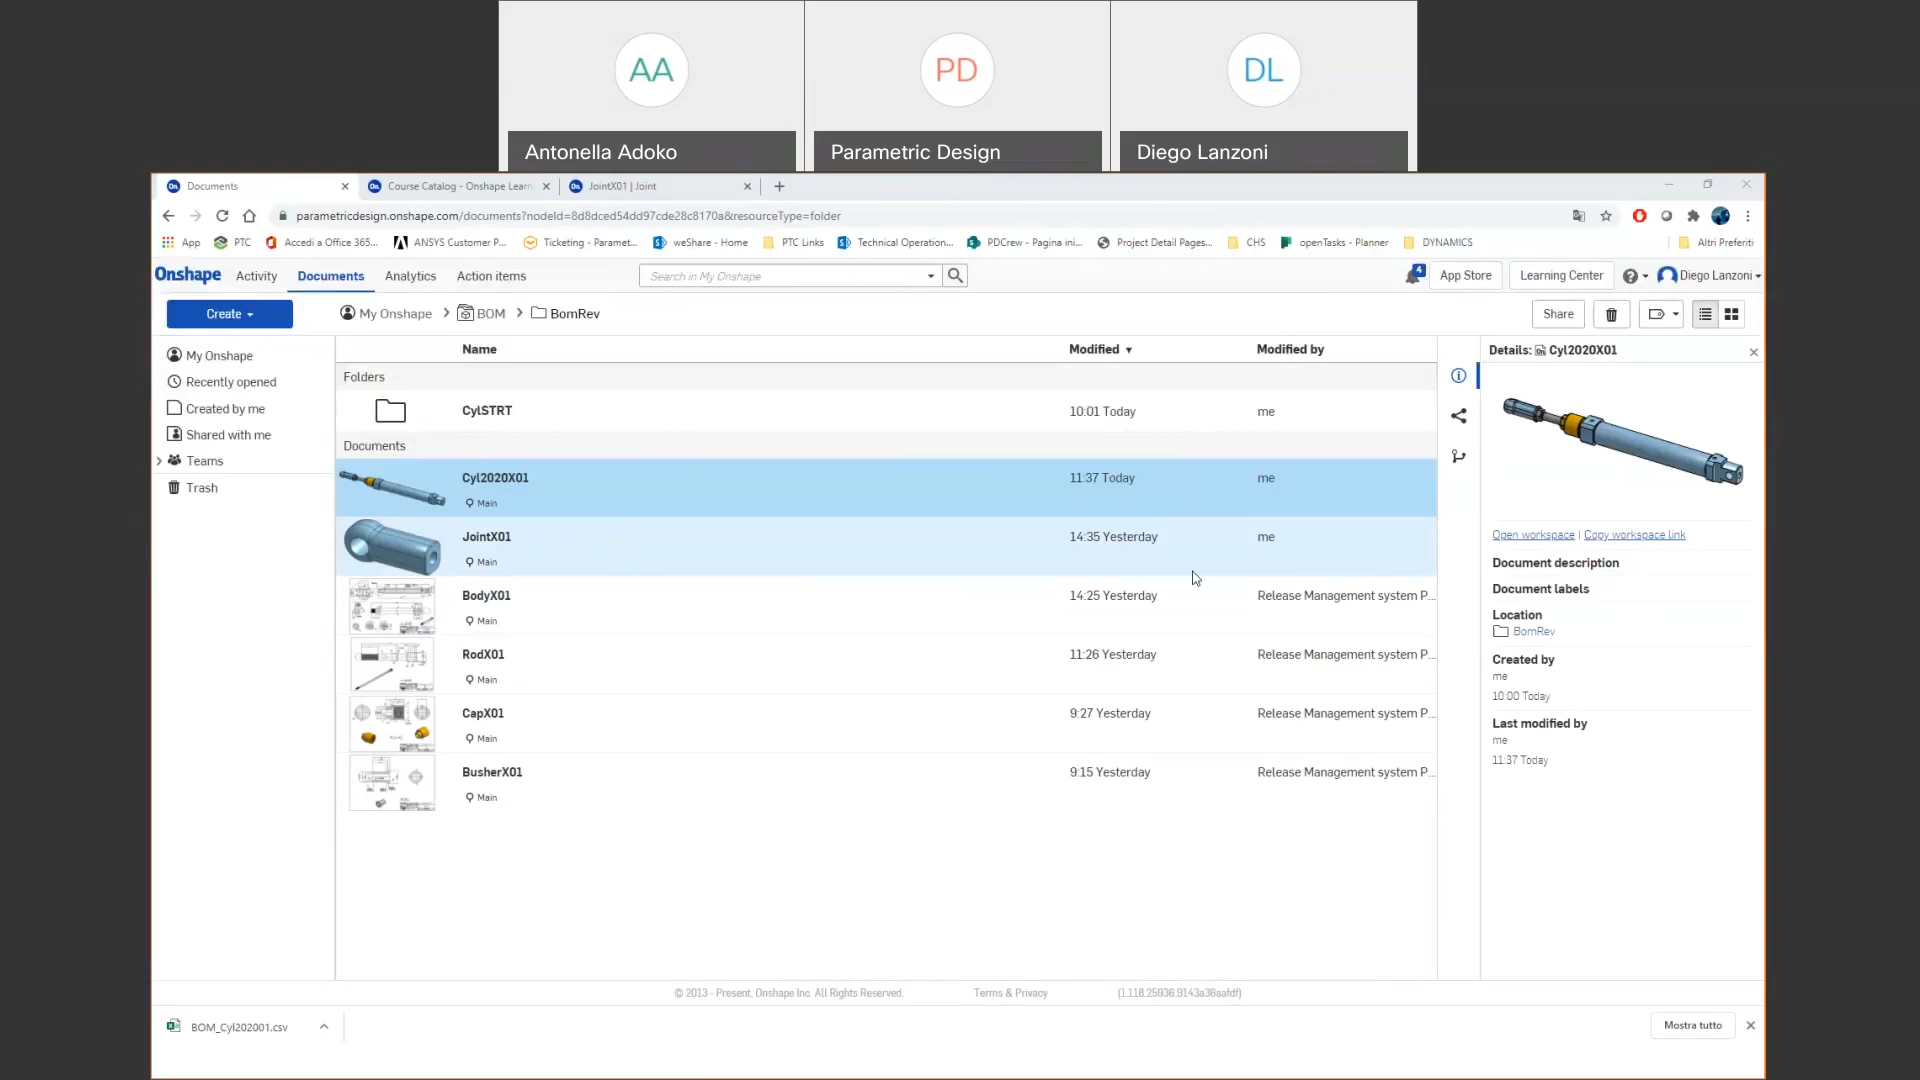 AA
PD
DL
Antonella Adoko
Parametric Design
Diego Lanzoni
Documents
Course Catalog - Onshape Learn
JointX01 | Joint
parametricdesign.onshape.com/documents?nodeId=8d8dced54dd97cde28c8170a&resourceType=folder
App
PTC
Accedi a Office 365...
ANSYS Customer P...
Ticketing - Paramet...
weShare - Home
PTC Links
Technical Operation...
PDCrew - Pagina ini...
Project Detail Pages...
CHS
openTasks - Planner
DYNAMICS
Altri Preferiti
Onshape
Activity
Documents
Analytics
Action items
Search in My Onshape
4
App Store
Learning Center
Diego Lanzoni
Create
My Onshape
BOM
BomRev
Share
My Onshape
Recently opened
Created by me
Shared with me
Teams
Trash
Name
Modified
Modified by
Folders
CylSTRT
10:01 Today
me
Documents
Cyl2020X01
Main
11:37 Today
me
JointX01
Main
14:35 Yesterday
me
BodyX01
Main
14:25 Yesterday
Release Management system P...
RodX01
Main
11:26 Yesterday
Release Management system P...
CapX01
Main
9:27 Yesterday
Release Management system P...
BusherX01
Main
9:15 Yesterday
Release Management system P...
Details: Cyl2020X01
Open workspace | Copy workspace link
Document description
Document labels
Location
BomRev
Created by
me
10:00 Today
Last modified by
me
11:37 Today
© 2013 - Present, Onshape Inc. All Rights Reserved.
Terms & Privacy
(1.118.25936.9143a36aafdf)
BOM_Cyl202001.csv
Mostra tutto